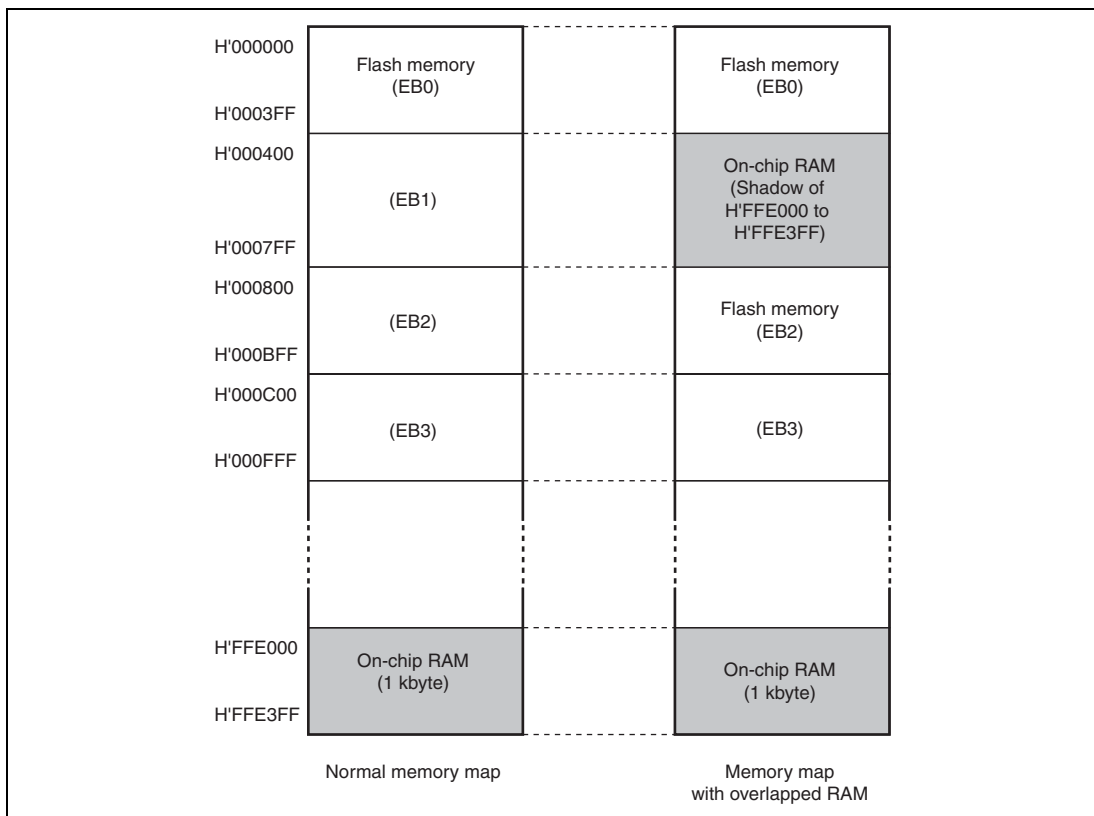 H'000000
Flash memory
(EB0)
Flash memory
(EB0)
H'0003FF
H'000400
(EB1)
On-chip RAM
(Shadow of
H'FFE000 to
H'FFE3FF)
H'0007FF
H'000800
(EB2)
Flash memory
(EB2)
H'000BFF
H'000C00
(EB3)
(EB3)
H'000FFF
H'FFE000
On-chip RAM
(1 kbyte)
On-chip RAM
(1 kbyte)
H'FFE3FF
Normal memory map
Memory map
with overlapped RAM